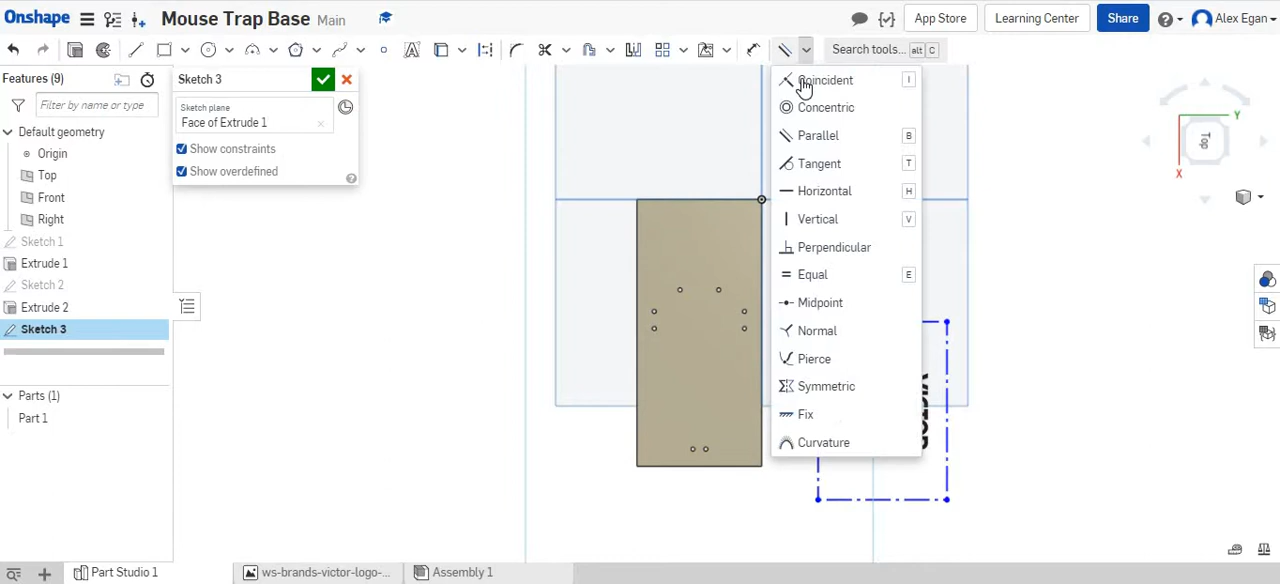 Onshape
Mouse Trap Base Main
App Store
Learning Center
Share
Alex Egan
Search tools... alt C
Features (9)
Filter by name or type
Default geometry
Origin
Top
Front
Right
Sketch 1
Extrude 1
Sketch 2
Extrude 2
Sketch 3
Parts (1)
Part 1
Sketch 3
Sketch plane
Face of Extrude 1
Show constraints
Show overdefined
Coincident I
Concentric
Parallel B
Tangent T
Horizontal H
Vertical V
Perpendicular
Equal E
Midpoint
Normal
Pierce
Symmetric
Fix
Curvature
VICTOR
Top
Y
X
Part Studio 1
ws-brands-victor-logo-...
Assembly 1